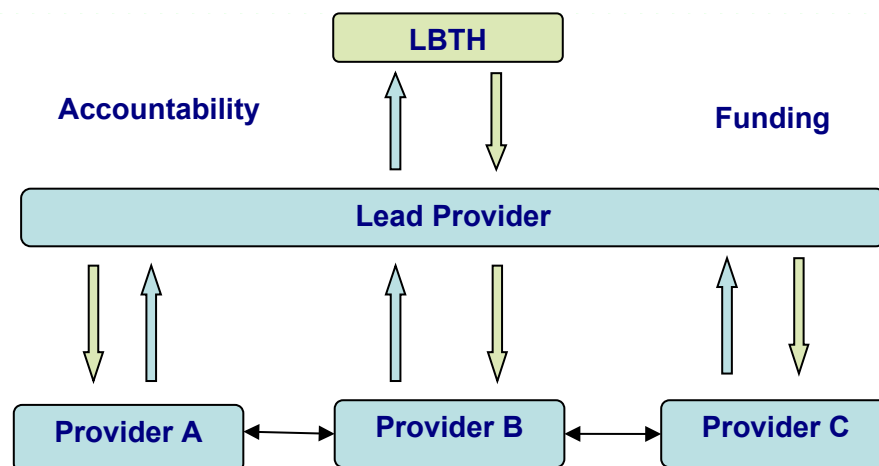 LBTH
Accountability
Funding
Lead Provider
Provider A
Provider B
Provider C